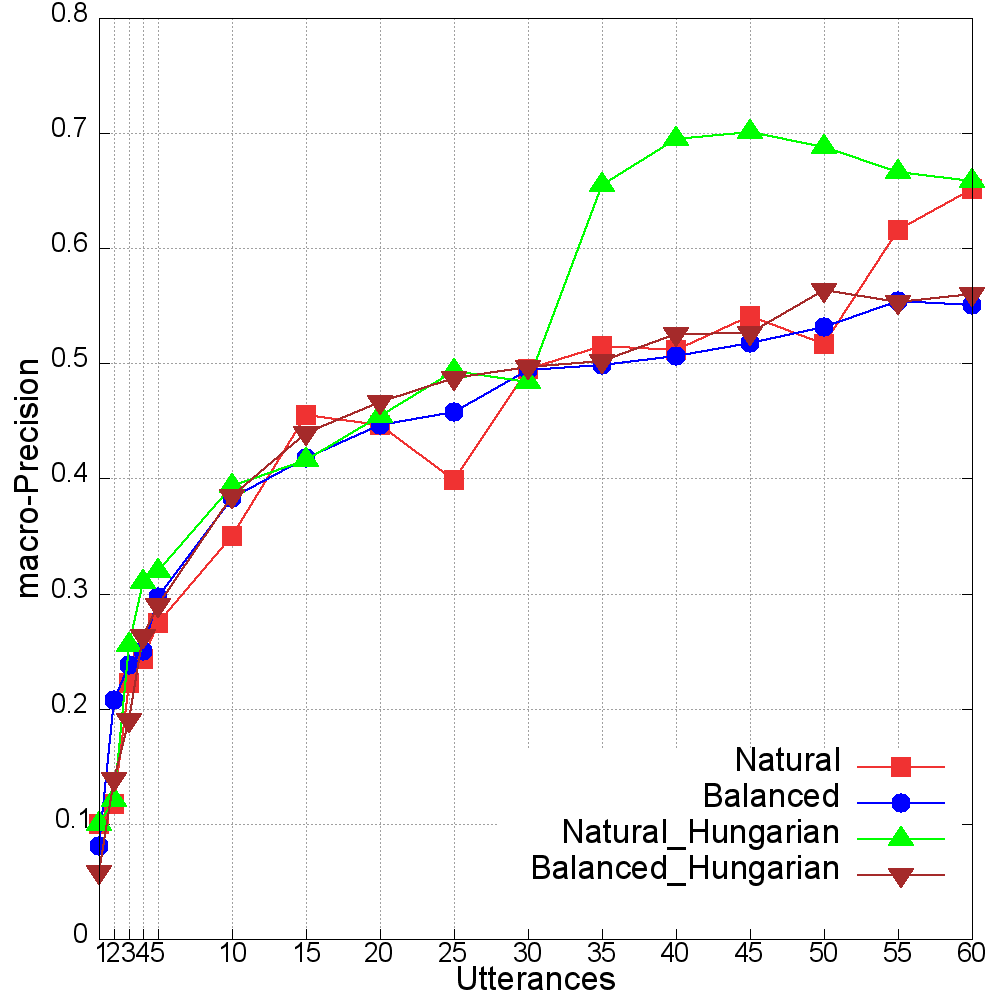 0.8
0.7
0.6
0.5
0.4
0.3
0.2
0.1
0
macro-Precision
Natural
Balanced
Natural_Hungarian
Balanced_Hungarian
1 2 3 4 5 10 15 20 25 30 35 40 45 50 55 60
Utterances